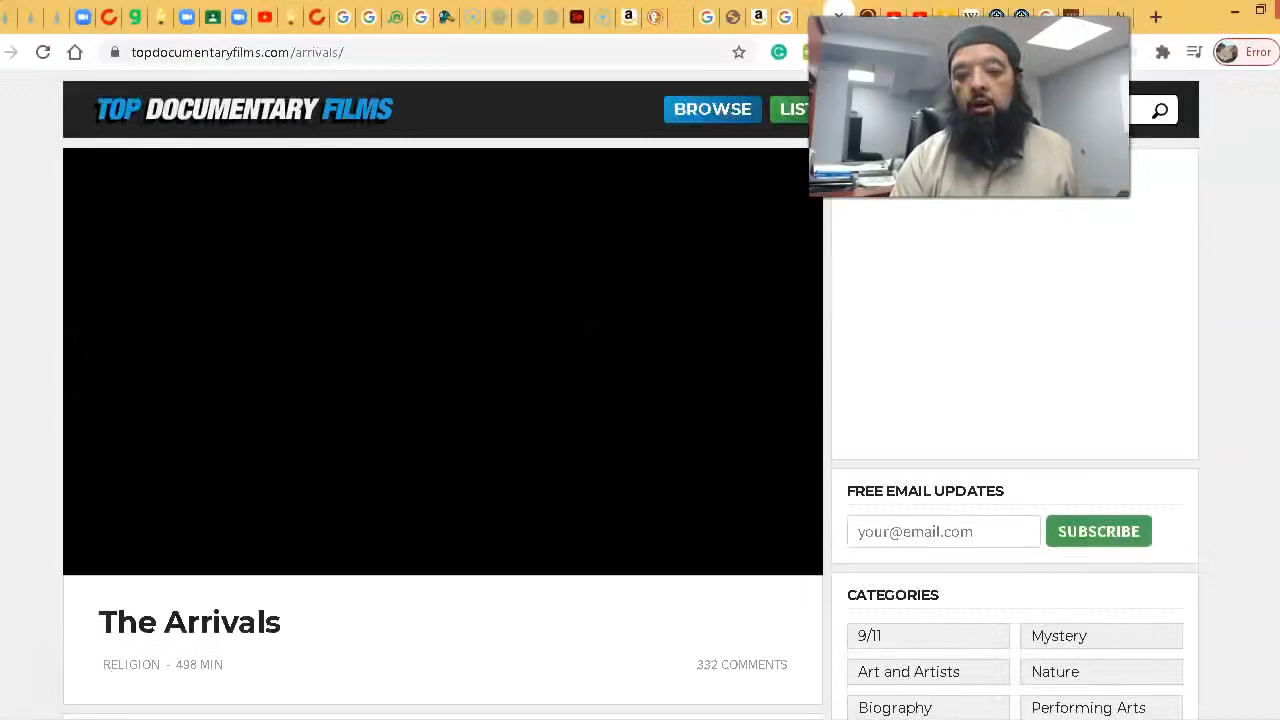 topdocumentaryfilms.com/arrivals/
Error
TOP DOCUMENTARY FILMS
BROWSE
The Arrivals
RELIGION - 498 MIN
332 COMMENTS
FREE EMAIL UPDATES
your@email.com
SUBSCRIBE
CATEGORIES
9/11
Mystery
Art and Artists
Nature
Biography
Performing Arts